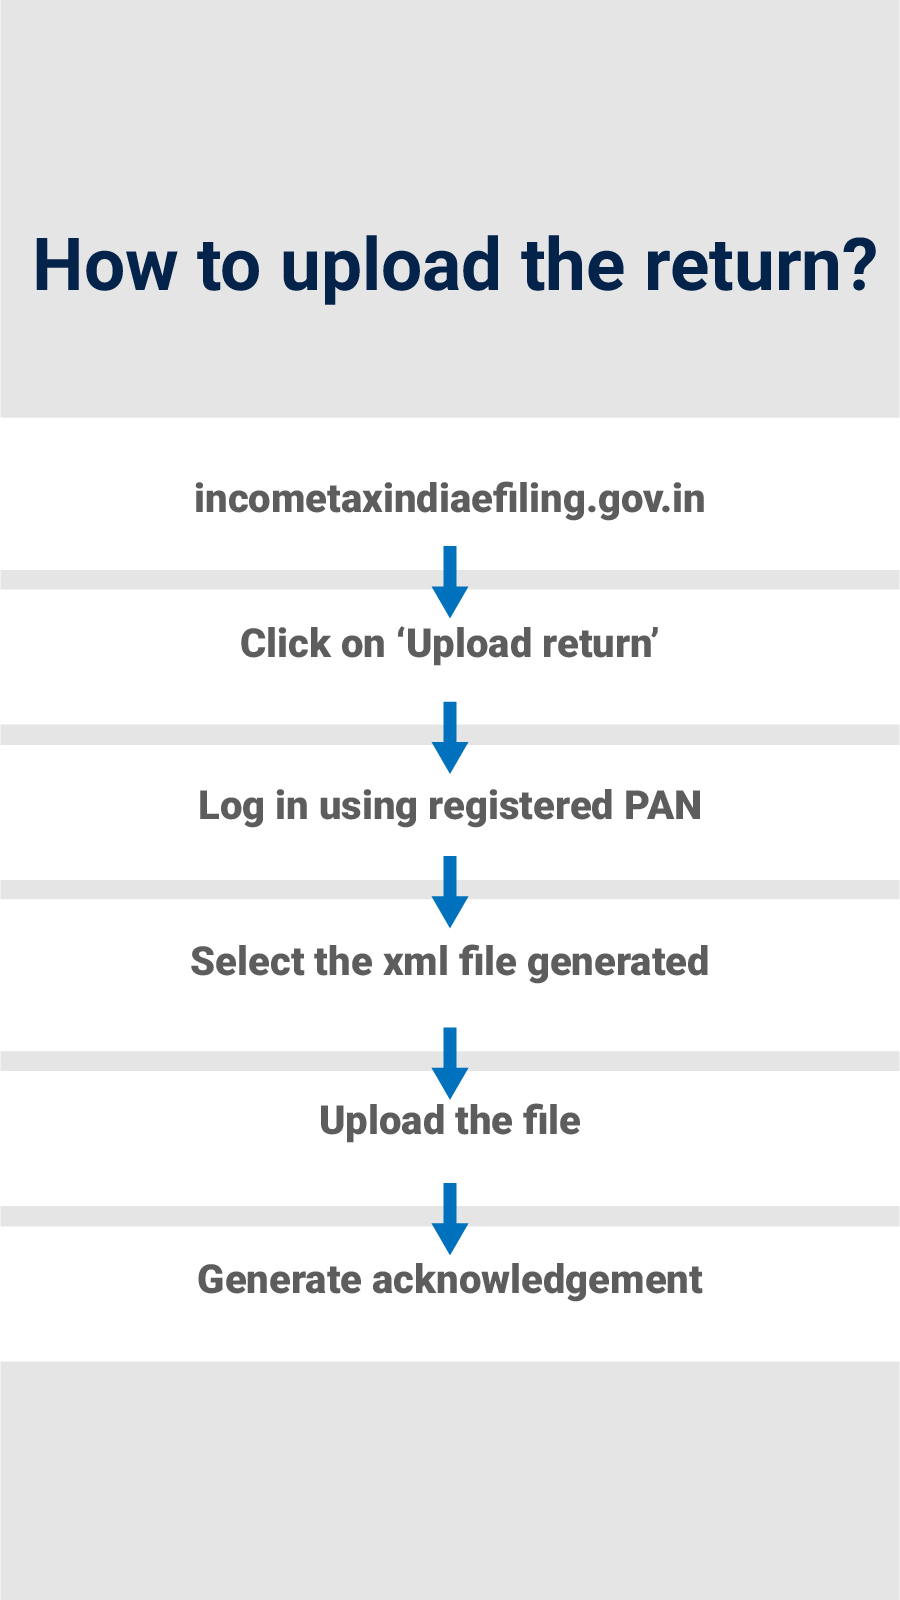 How to upload the return?
incometaxindiaefiling.gov.in
Click on ‘Upload return’
Log in using registered PAN
Select the xml file generated
Upload the file
Generate acknowledgement